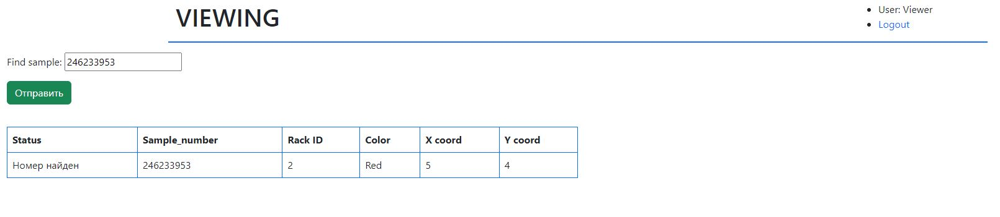 VIEWING
User: Viewer
Logout
Find sample: 246233953
Отправить
Status Sample_number Rack ID Color X coord Y coord
Номер найден 246233953 2 Red 5 4